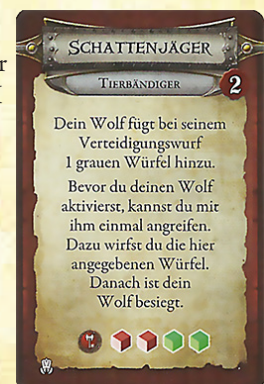 SCHATTENJÄGER
TIERBÄNDIGER
2
Dein Wolf fügt bei seinem
Verteidigungswurf
1 grauen Würfel hinzu.
Bevor du deinen Wolf
aktivierst, kannst du mit
ihm einmal angreifen.
Dazu wirfst du die hier
angegebenen Würfel.
Danach ist dein
Wolf besiegt.